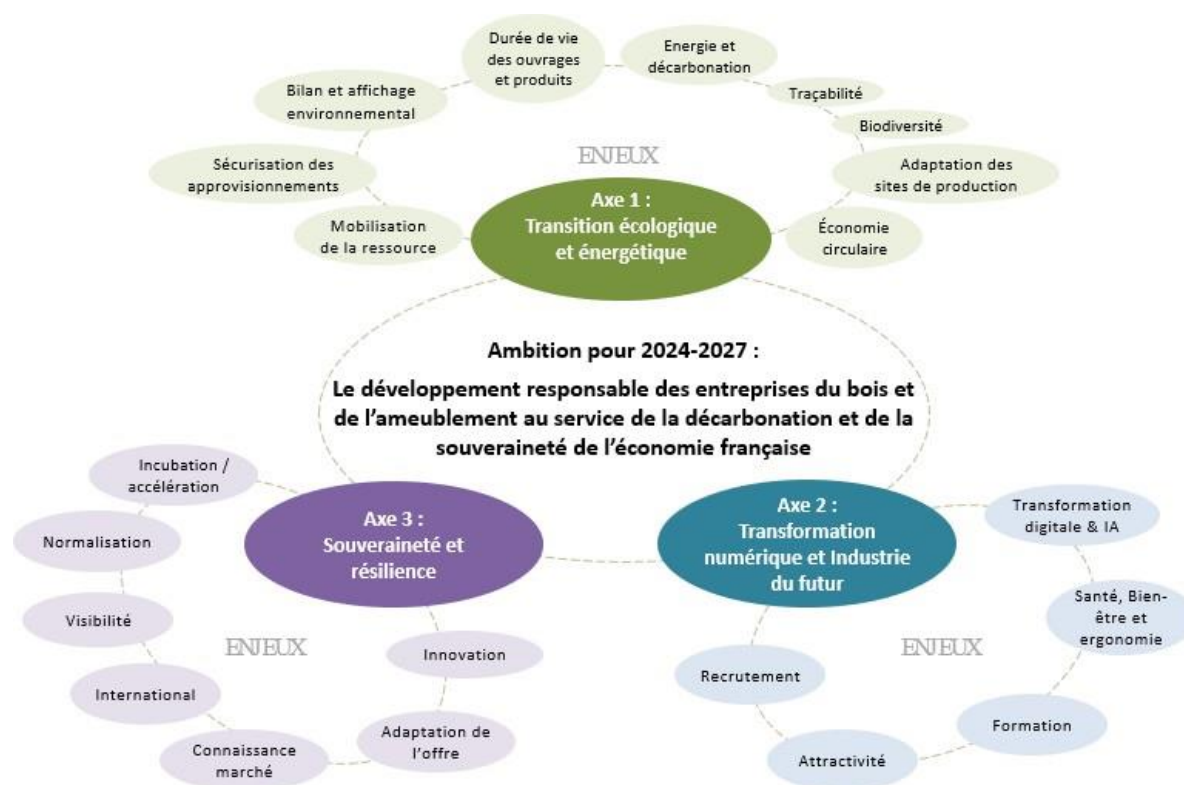 Durée de vie
des ouvrages
et produits
Energie et
décarbonation
Bilan et affichage
environnemental
Traçabilité
Biodiversité
ENJEUX
Sécurisation des
approvisionnements
Adaptation des
sites de production
Mobilisation
de la ressource
Axe 1 :
Transition écologique
et énergétique
Économie
circulaire
Ambition pour 2024-2027 :
Le développement responsable des entreprises du bois et
de l’ameublement au service de la décarbonation et de la
souveraineté de l’économie française
Incubation /
accélération
Normalisation
Visibilité
International
Connaissance
marché
Adaptation de
l’offre
Innovation
ENJEUX
Axe 3 :
Souveraineté et
résilience
Axe 2 :
Transformation
numérique et Industrie
du futur
Transformation
digitale & IA
Santé, Bien-
être et
ergonomie
ENJEUX
Recrutement
Formation
Attractivité